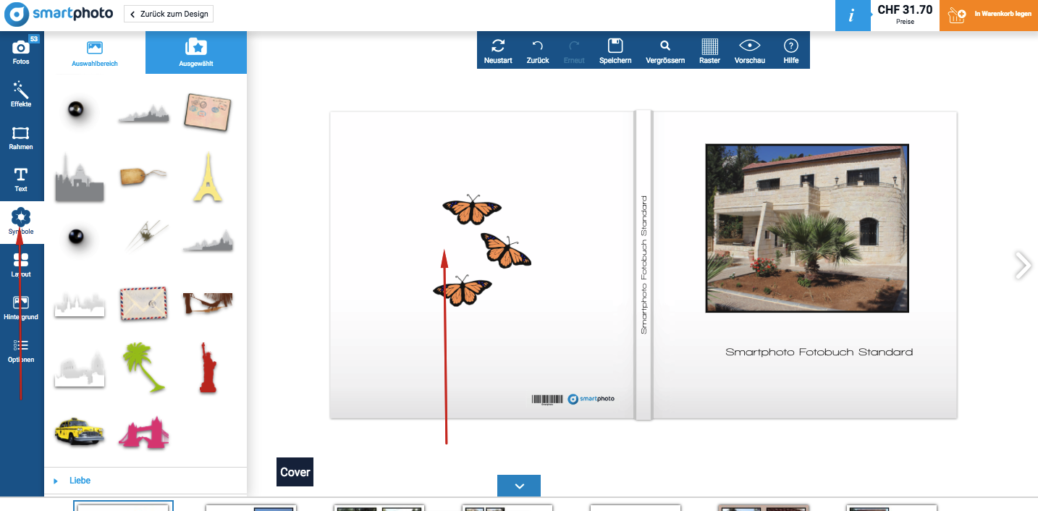 smartphoto
Zurück zum Design
i
CHF 31.70
Preise
In Warenkorb legen
53
Fotos
Effekte
Rahmen
Text
Symbole
Layout
Hintergrund
Optionen
Auswahlbereich
Ausgewählt
Neustart
Zurück
Erneut
Speichern
Vergrössern
Raster
Vorschau
? Hilfe
Smartphoto Fotobuch Standard
Smartphoto Fotobuch Standard
smartphoto
Liebe
Cover